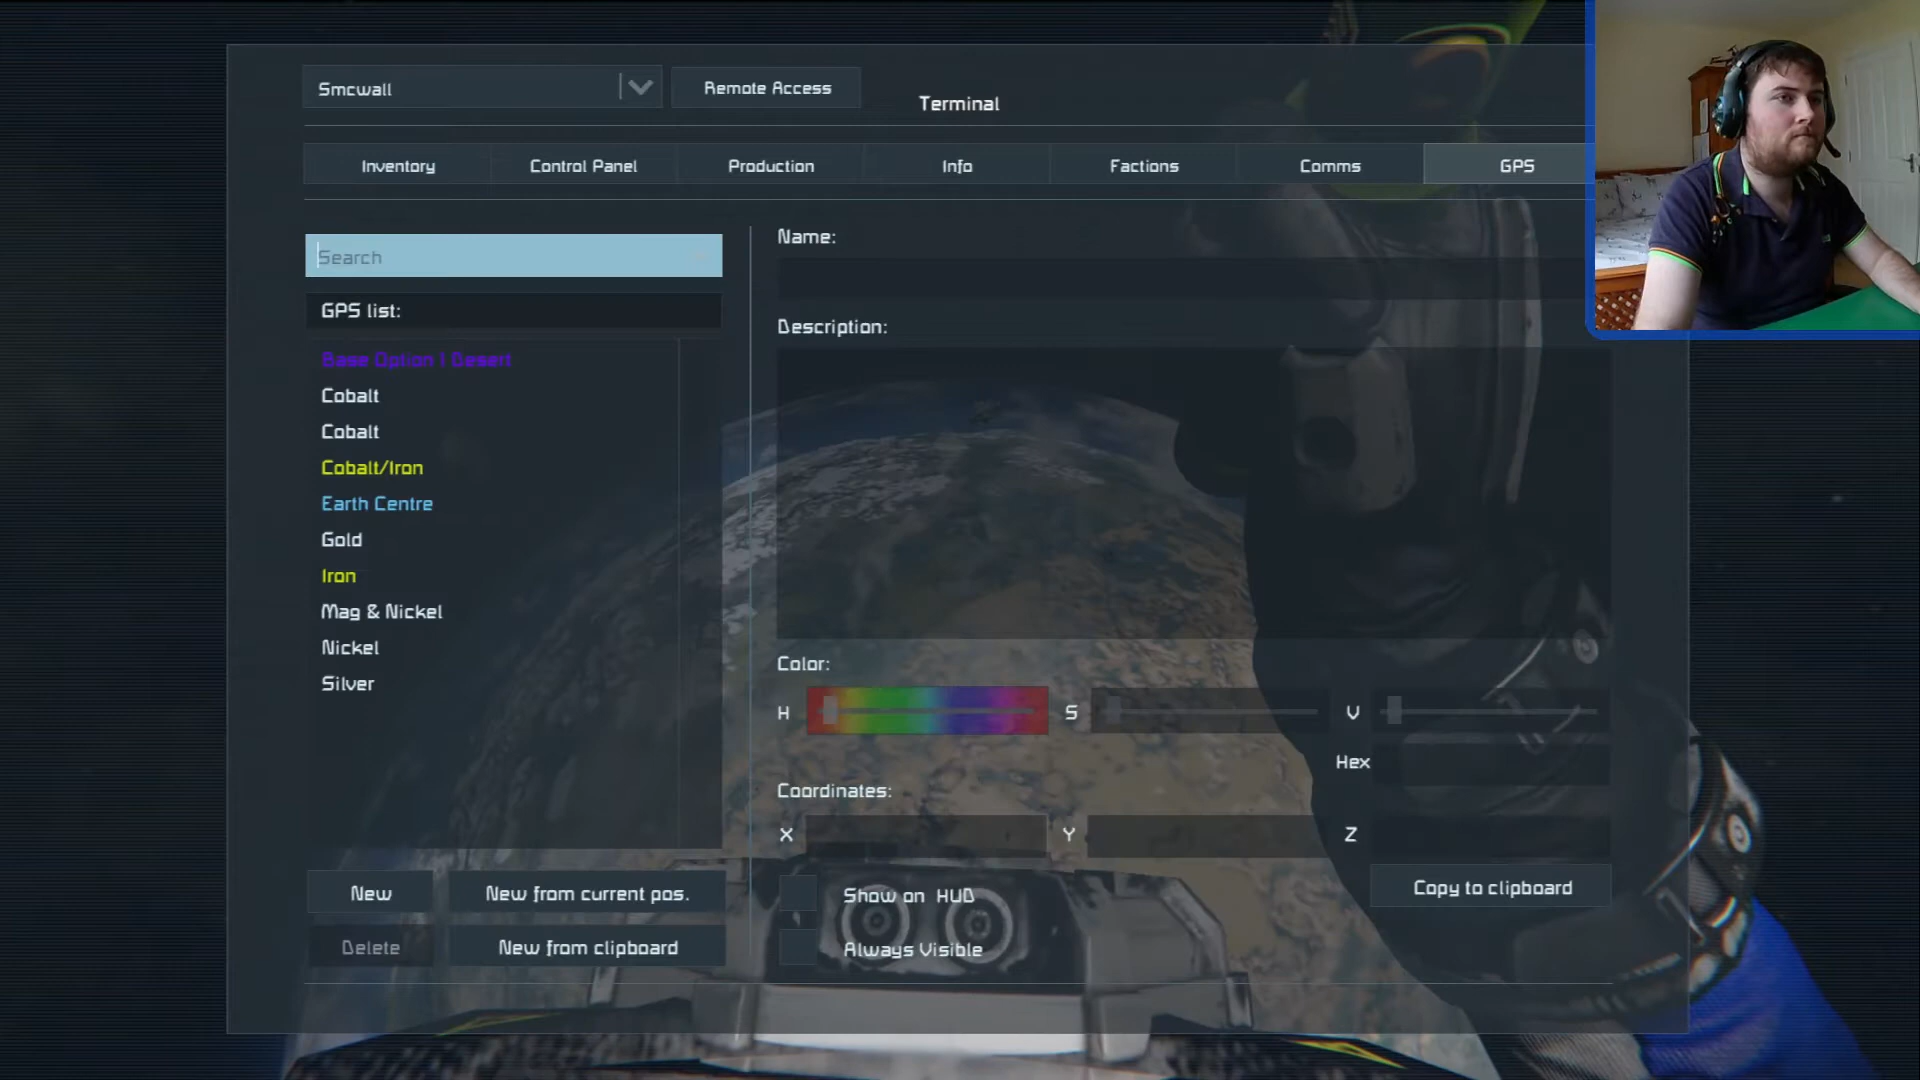 Smcwall
Remote Access
Terminal
Inventory
Control Panel
Production
Info
Factions
Comms
GPS
Search
GPS list:
Base Option 1 Desert
Cobalt
Cobalt
Cobalt/Iron
Earth Centre
Gold
Iron
Mag & Nickel
Nickel
Silver
New
New from current pos.
Delete
New from clipboard
Name:
Description:
Color:
H
S
V
Hex
Coordinates:
X
Y
Z
Show on HUD
Copy to clipboard
Always Visible